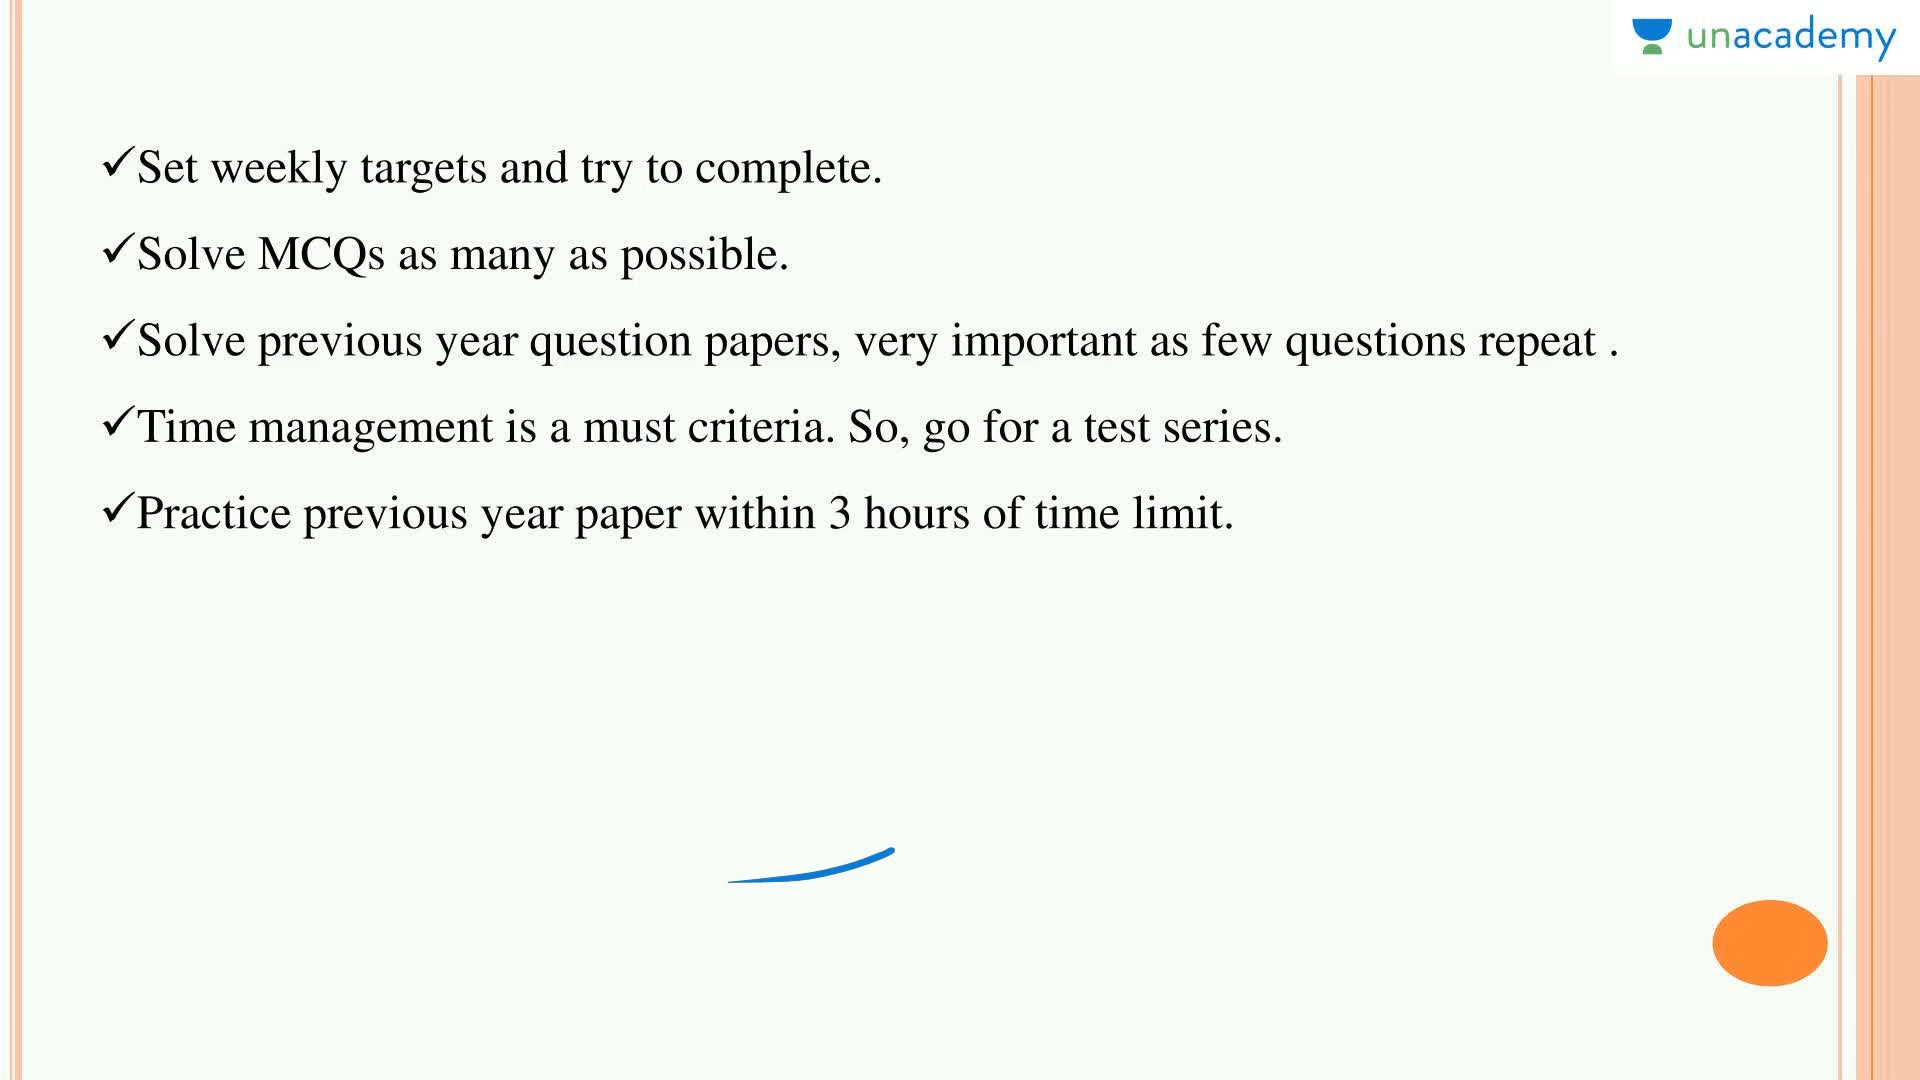 unacademy
✓Set weekly targets and try to complete.
✓Solve MCQs as many as possible.
✓Solve previous year question papers, very important as few questions repeat .
✓Time management is a must criteria. So, go for a test series.
✓Practice previous year paper within 3 hours of time limit.